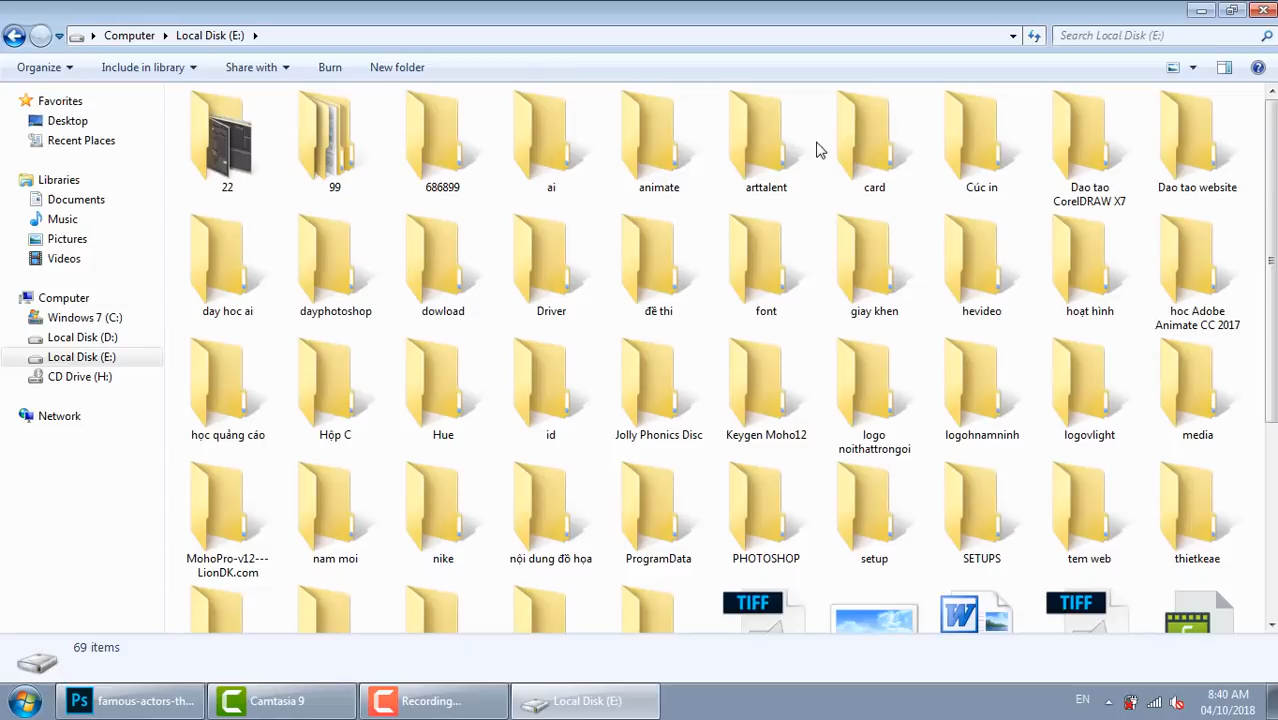 Computer
Local Disk (E:)
Search Local Disk (E:)
Organize
Include in library
Share with
Burn
New folder
Favorites
Desktop
Recent Places
Libraries
Documents
Music
Pictures
Videos
Computer
Windows 7 (C:)
Local Disk (D:)
Local Disk (E:)
CD Drive (H:)
Network
22
99
686899
ai
animate
arttalent
card
Cúc in
Dao tao
CorelDRAW X7
Dao tao website
day hoc ai
dayphotoshop
dowload
Driver
đề thi
font
giay khen
hevideo
hoạt hình
hoc Adobe
Animate CC 2017
học quảng cáo
Hộp C
Hue
id
Jolly Phonics Disc
Keygen Moho12
logo
noithattrongoi
logohnamninh
logovlight
media
MohoPro-v12---
LionDK.com
nam moi
nike
nội dung đồ họa
ProgramData
PHOTOSHOP
setup
SETUPS
tem web
thietkeae
TIFF
W
TIFF
69 items
Ps
famous-actors-th...
C
Camtasia 9
C
Recording...
Local Disk (E:)
EN
8:40 AM
04/10/2018